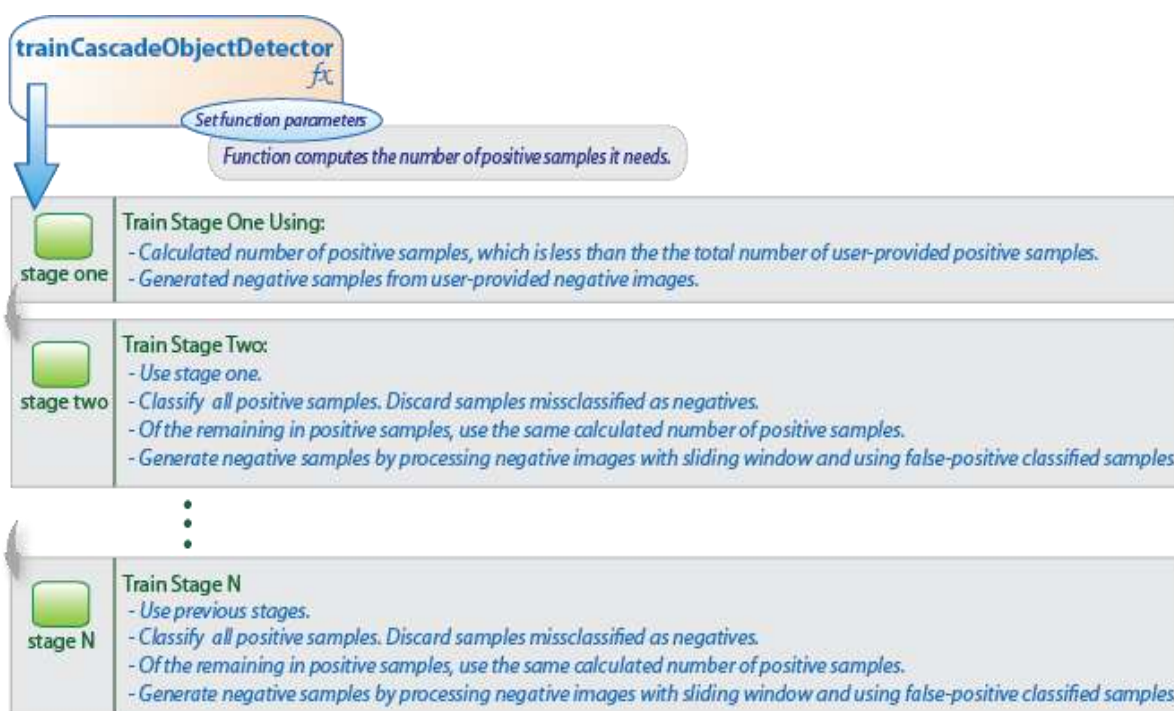 trainCascadeObjectDetector
fx
Set function parameters
Function computes the number of positive samples it needs.
stage one
Train Stage One Using:
- Calculated number of positive samples, which is less than the the total number of user-provided positive samples.
- Generated negative samples from user-provided negative images.
stage two
Train Stage Two:
- Use stage one.
- Classify all positive samples. Discard samples missclassified as negatives.
- Of the remaining in positive samples, use the same calculated number of positive samples.
- Generate negative samples by processing negative images with sliding window and using false-positive classified samples
stage N
Train Stage N
- Use previous stages.
- Classify all positive samples. Discard samples missclassified as negatives.
- Of the remaining in positive samples, use the same calculated number of positive samples.
- Generate negative samples by processing negative images with sliding window and using false-positive classified samples